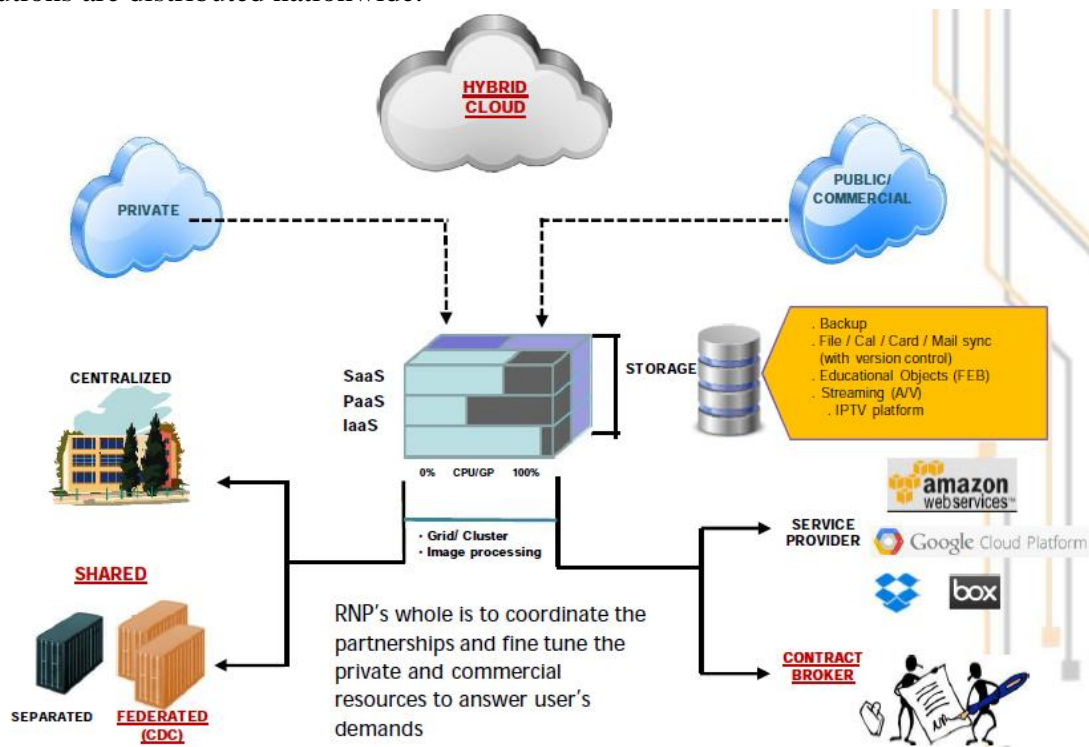 utions are distributed nationwide.
HYBRID
CLOUD
PRIVATE
PUBLIC/
COMMERCIAL
. Backup
. File / Cal / Card / Mail sync
(with version control)
. Educational Objects (FEB)
. Streaming (A/V)
. IPTV platform
STORAGE
CENTRALIZED
SaaS
PaaS
IaaS
0% CPU/GP 100%
• Grid/ Cluster
• Image processing
amazon
webservices™
SERVICE
PROVIDER
Google Cloud Platform
box
SHARED
SEPARATED
FEDERATED
(CDC)
RNP's whole is to coordinate the
partnerships and fine tune the
private and commercial
resources to answer user's
demands
CONTRACT
BROKER